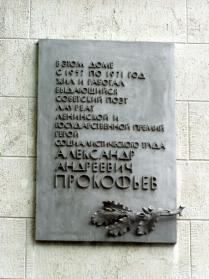 В ЭТОМ ДОМЕ
С 1957 ПО 1971 ГОД
ЖИЛ И РАБОТАЛ
ВЫДАЮЩИЙСЯ
СОВЕТСКИЙ ПОЭТ
ЛАУРЕАТ
ЛЕНИНСКОЙ И
ГОСУДАРСТВЕННОЙ ПРЕМИЙ
ГЕРОЙ
СОЦИАЛИСТИЧЕСКОГО ТРУДА
АЛЕКСАНДР
АНДРЕЕВИЧ
ПРОКОФЬЕВ